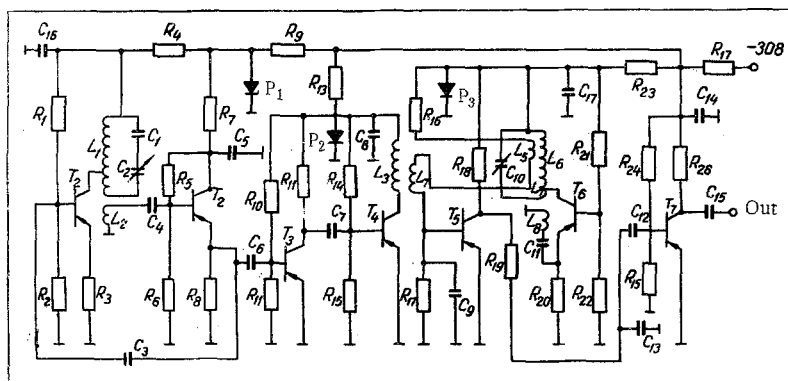 C16
R4
R9
R17
-30В
R1
L1
C1
C2
R7
P1
R13
P2
C8
R16
P3
C17
R23
C14
T2
R5
C5
R10
R11
R14
L3
L7
R18
C10
L5
L6
L9
R21
R24
R26
L2
C4
T2
C6
T3
C7
T4
T5
R19
L8
C11
T6
C12
T7
C15
Out
R2
R3
R6
R8
R11
R15
R17
C9
R20
R22
R15
C3
C13